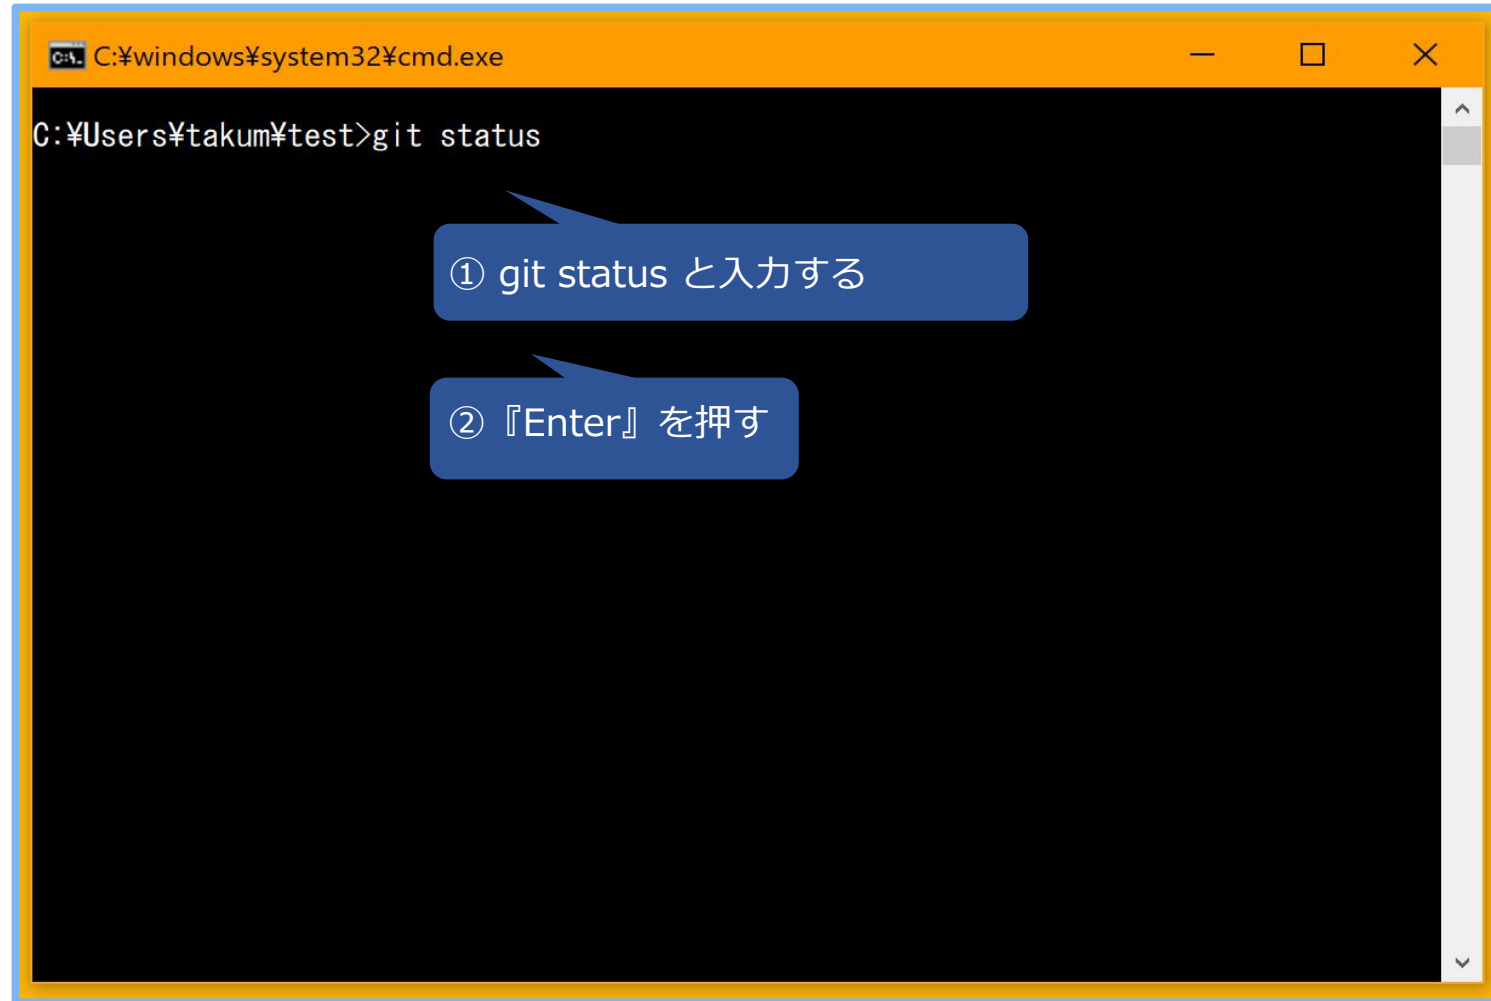 C:¥windows¥system32¥cmd.exe
C:¥Users¥takum¥test>git status
① git status と入力する
②『Enter』を押す